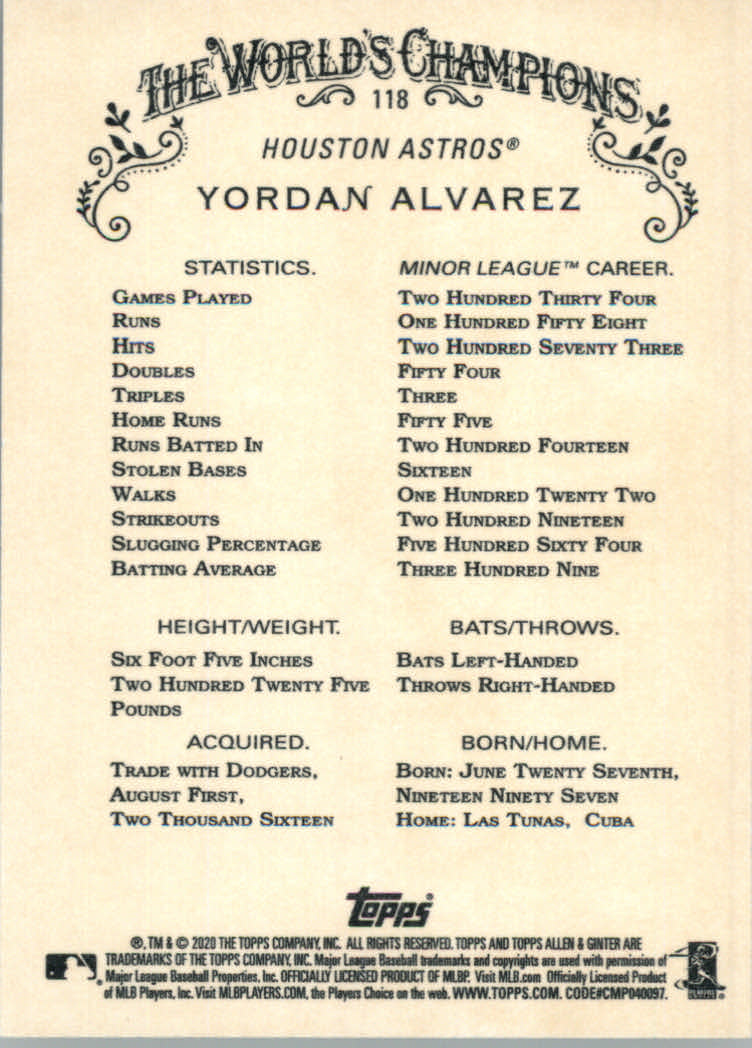 THE WORLD'S CHAMPIONS
118
HOUSTON ASTROS®
YORDAN ALVAREZ
STATISTICS. MINOR LEAGUE™ CAREER.
GAMES PLAYED TWO HUNDRED THIRTY FOUR
RUNS ONE HUNDRED FIFTY EIGHT
HITS TWO HUNDRED SEVENTY THREE
DOUBLES FIFTY FOUR
TRIPLES THREE
HOME RUNS FIFTY FIVE
RUNS BATTED IN TWO HUNDRED FOURTEEN
STOLEN BASES SIXTEEN
WALKS ONE HUNDRED TWENTY TWO
STRIKEOUTS TWO HUNDRED NINETEEN
SLUGGING PERCENTAGE FIVE HUNDRED SIXTY FOUR
BATTING AVERAGE THREE HUNDRED NINE
HEIGHT/WEIGHT.
SIX FOOT FIVE INCHES
TWO HUNDRED TWENTY FIVE
POUNDS
BATS/THROWS.
BATS LEFT-HANDED
THROWS RIGHT-HANDED
ACQUIRED.
TRADE WITH DODGERS,
AUGUST FIRST,
TWO THOUSAND SIXTEEN
BORN/HOME.
BORN: JUNE TWENTY SEVENTH,
NINETEEN NINETY SEVEN
HOME: LAS TUNAS, CUBA
topps®
®, TM & © 2020 THE TOPPS COMPANY, INC. ALL RIGHTS RESERVED. TOPPS AND TOPPS ALLEN & GINTER ARE
TRADEMARKS OF THE TOPPS COMPANY, INC. Major League Baseball trademarks and copyrights are used with permission of
Major League Baseball Properties, Inc. OFFICIALLY LICENSED PRODUCT OF MLBP. Visit MLB.com Officially Licensed Product
of MLB Players, Inc. Visit MLBPLAYERS.COM, the Players Choice on the web. WWW.TOPPS.COM. CODE#CMP040097.